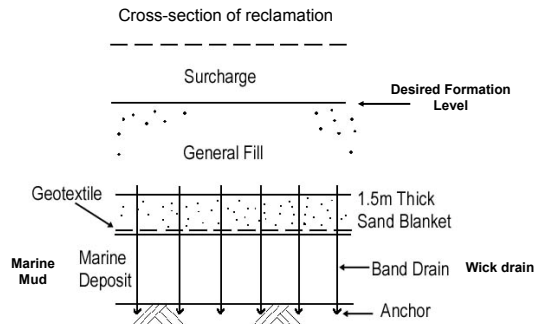 Cross-section of reclamation
Surcharge
Desired Formation
Level
General Fill
Geotextile
1.5m Thick
Sand Blanket
Marine
Mud
Marine
Deposit
Band Drain
Wick drain
Anchor